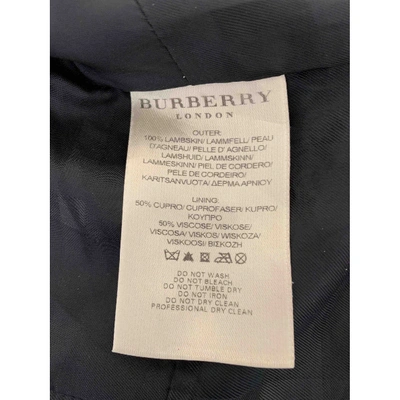 BURBERRY
LONDON
OUTER:
100% LAMBSKIN/ LAMMFELL/ PEAU
D'AGNEAU/ PELLE D' AGNELLO/
LAMSHUID/ LAMMSKINN/
LAMMESKINN/ PIEL DE CORDERO/
PELE DE CORDEIRO/
KARITSANVUOTA/ ΔΕΡΜΑ ΑΡΝΙΟΥ
LINING:
50% CUPRO/ CUPROFASER/ KUPRO/
ΚΟΥΠΡΟ
50% VISCOSE/ VISKOSE/
VISCOSA/ VISKOS/ WISKOZA/
VISKOOSI/ ΒΙΣΚΟΖΗ
DO NOT WASH
DO NOT BLEACH
DO NOT TUMBLE DRY
DO NOT IRON
DO NOT DRY CLEAN
PROFESSIONAL DRY CLEAN